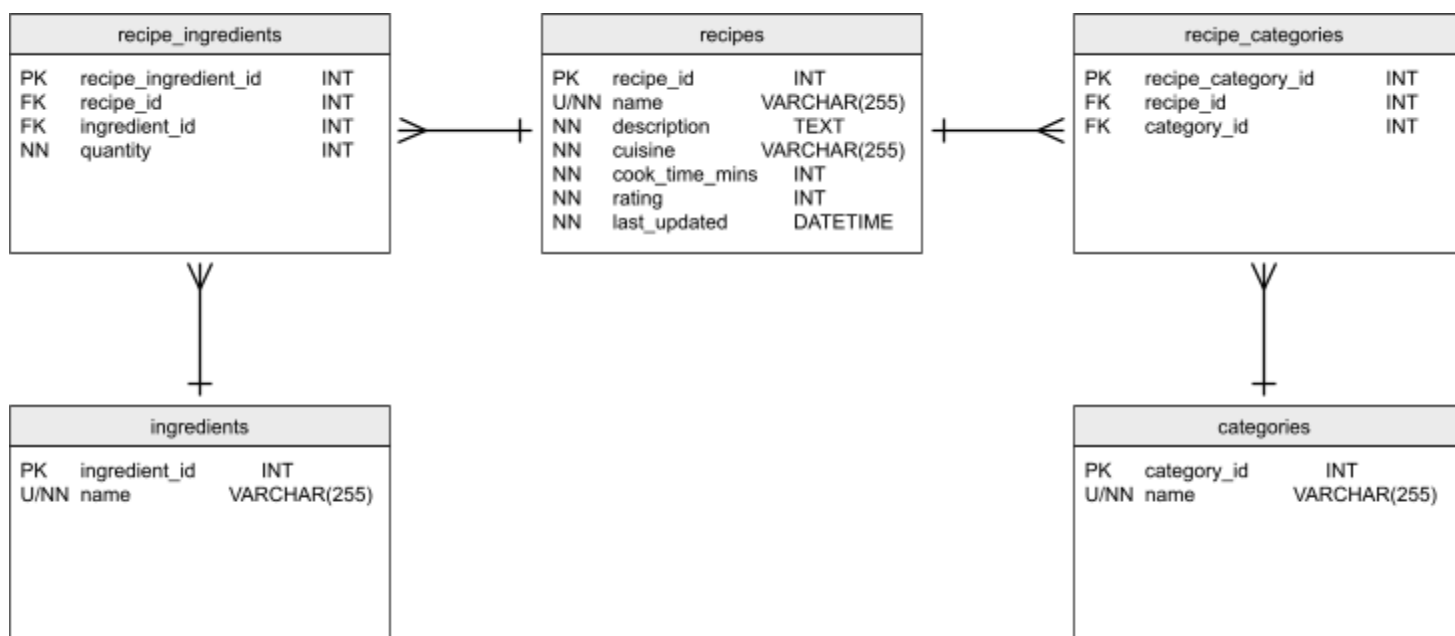 recipe_ingredients
PK recipe_ingredient_id INT
FK recipe_id INT
FK ingredient_id INT
NN quantity INT
recipes
PK recipe_id INT
U/NN name VARCHAR(255)
NN description TEXT
NN cuisine VARCHAR(255)
NN cook_time_mins INT
NN rating INT
NN last_updated DATETIME
recipe_categories
PK recipe_category_id INT
FK recipe_id INT
FK category_id INT
ingredients
PK ingredient_id INT
U/NN name VARCHAR(255)
categories
PK category_id INT
U/NN name VARCHAR(255)